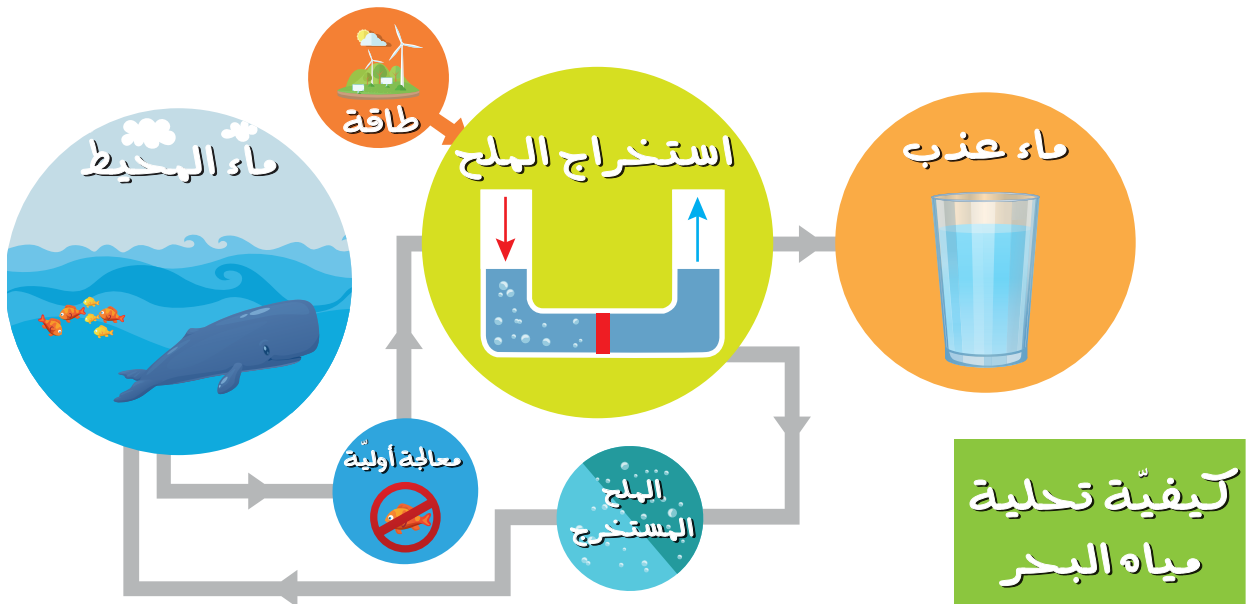 طاقة
ماء المحيط
استخراج الملح
ماء عذب
معالجة أوليّة
الملح
المستخرج
كيفيّة تحلية
مياه البحر